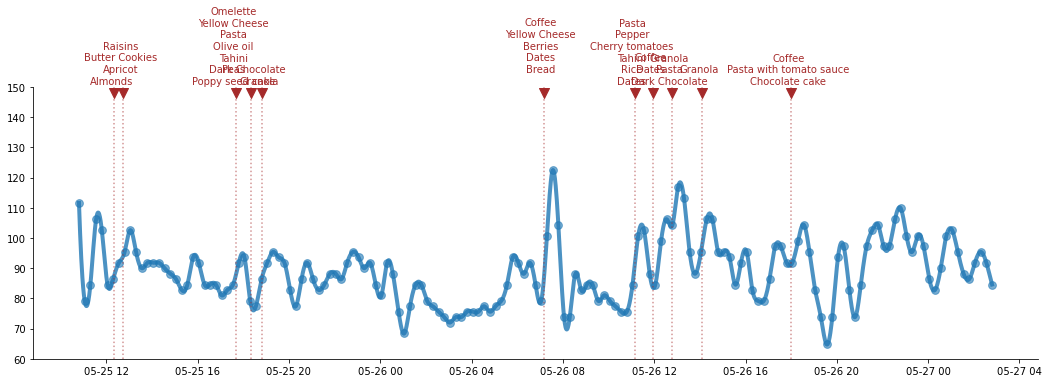 Raisins
Butter Cookies
Apricot
Almonds
Omelette
Yellow Cheese
Pasta
Olive oil
Tahini
Dark Chocolate
Poppy seed cake
Granola
Coffee
Yellow Cheese
Berries
Dates
Bread
Pasta
Pepper
Cherry tomatoes
Tahini
Rice
Dates
Coffee
Dates
Granola
Pasta
Dark Chocolate
Granola
Coffee
Pasta with tomato sauce
Chocolate cake
150
140
130
120
110
100
90
80
70
60
05-25 12
05-25 16
05-25 20
05-26 00
05-26 04
05-26 08
05-26 12
05-26 16
05-26 20
05-27 00
05-27 04